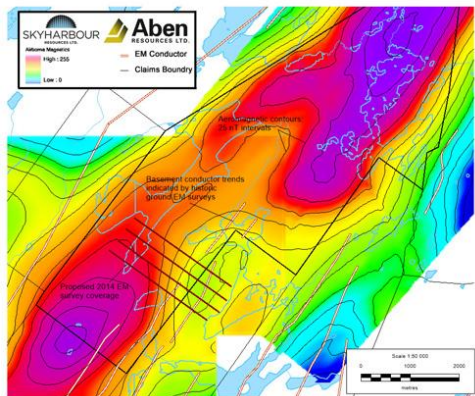 SKYHARBOUR
RESOURCES LTD.
Aben
RESOURCES LTD.
Airborne Magnetics
High : 255
Low : 0
EM Conductor
Claims Boundry
Aeromagnetic contours:
25 nT intervals
Basement conductor trends
indicated by historic
ground EM surveys
Proposed 2014 EM
survey coverage
Scale 1:50 000
0 1000 2000
metres